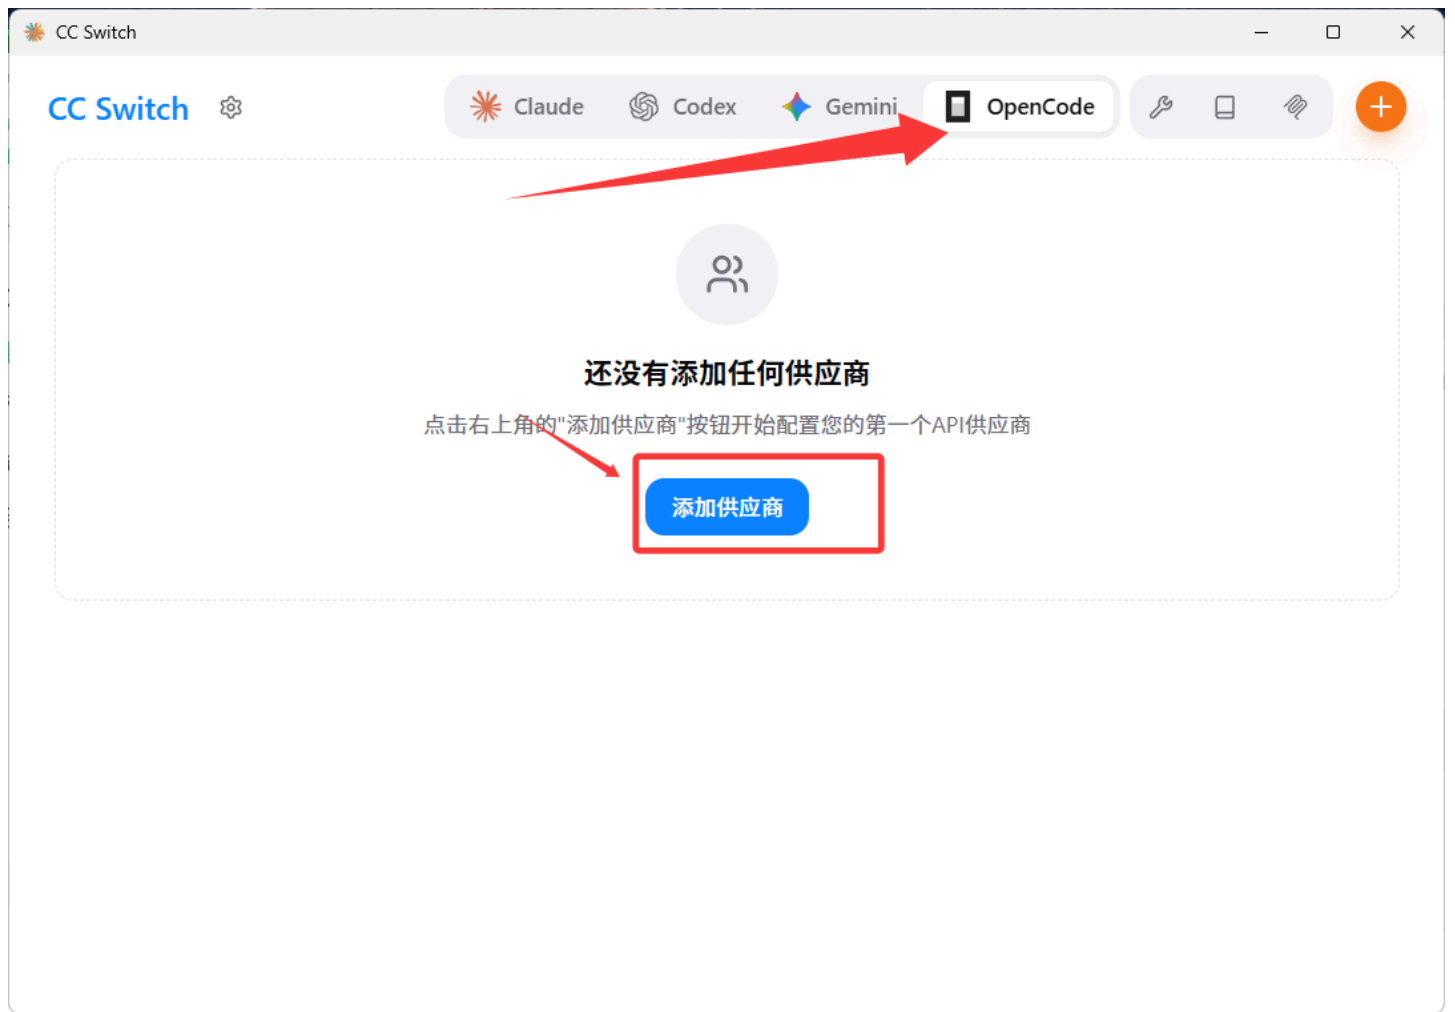 CC Switch
CC Switch
Claude
Codex
Gemini
OpenCode
还没有添加任何供应商
点击右上角的"添加供应商"按钮开始配置您的第一个API供应商
添加供应商